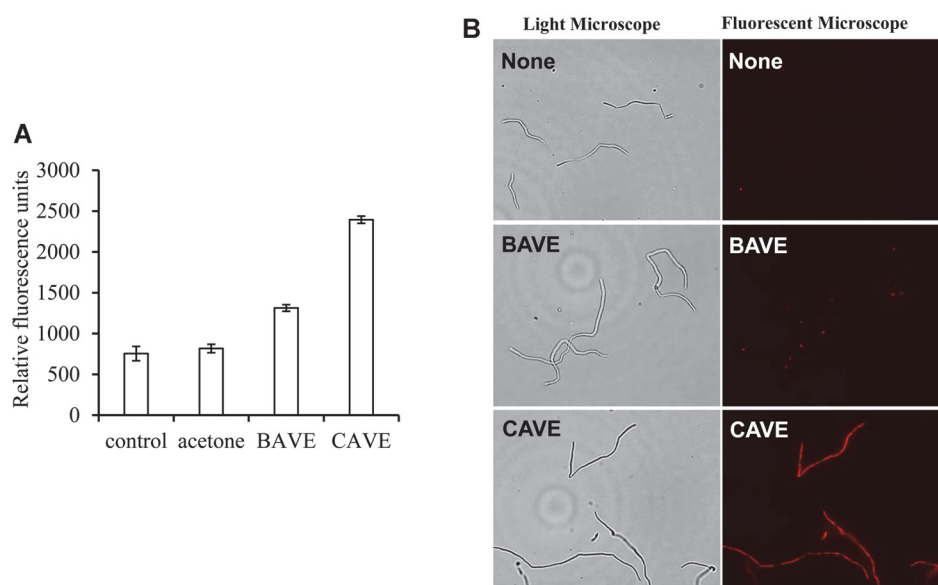 A
Relative fluorescence units
3000
2500
2000
1500
1000
500
0
control acetone BAVE CAVE
B
Light Microscope Fluorescent Microscope
None None
BAVE BAVE
CAVE CAVE